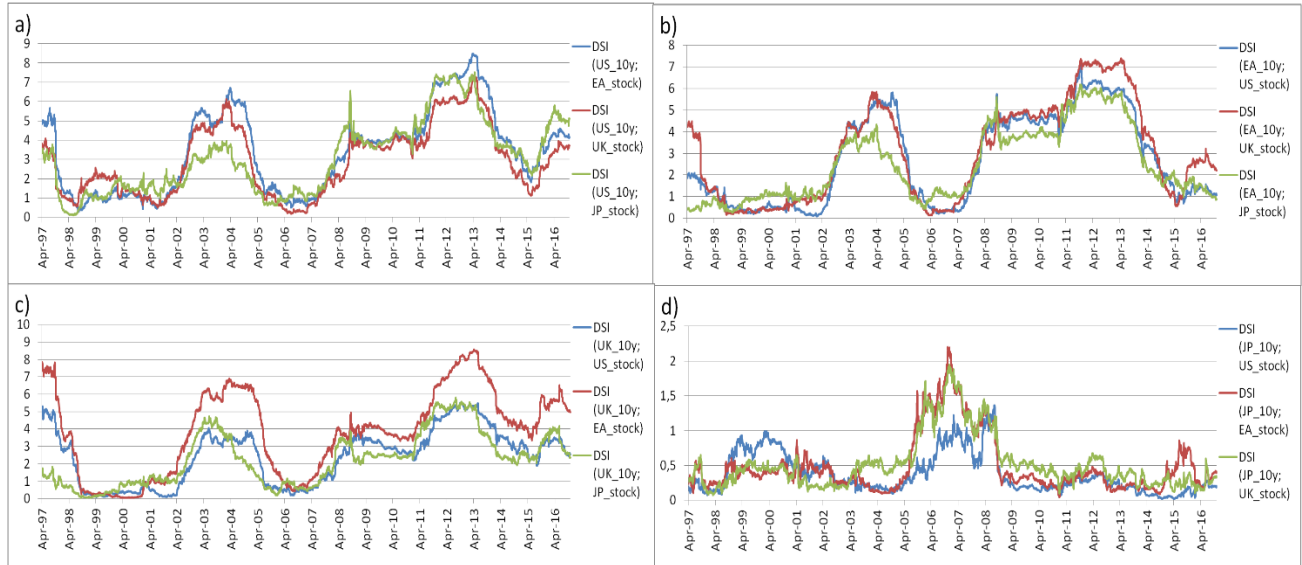 a)
9
8
7
6
5
4
3
2
1
0
Apr-97
Apr-98
Apr-99
Apr-00
Apr-01
Apr-02
Apr-03
Apr-04
Apr-05
Apr-06
Apr-07
Apr-08
Apr-09
Apr-10
Apr-11
Apr-12
Apr-13
Apr-14
Apr-15
Apr-16
DSI
(US_10y;
EA_stock)
DSI
(US_10y;
UK_stock)
DSI
(US_10y;
JP_stock)
b)
8
7
6
5
4
3
2
1
0
Apr-97
Apr-98
Apr-99
Apr-00
Apr-01
Apr-02
Apr-03
Apr-04
Apr-05
Apr-06
Apr-07
Apr-08
Apr-09
Apr-10
Apr-11
Apr-12
Apr-13
Apr-14
Apr-15
Apr-16
DSI
(EA_10y;
US_stock)
DSI
(EA_10y;
UK_stock)
DSI
(EA_10y;
JP_stock)
c)
10
9
8
7
6
5
4
3
2
1
0
Apr-97
Apr-98
Apr-99
Apr-00
Apr-01
Apr-02
Apr-03
Apr-04
Apr-05
Apr-06
Apr-07
Apr-08
Apr-09
Apr-10
Apr-11
Apr-12
Apr-13
Apr-14
Apr-15
Apr-16
DSI
(UK_10y;
US_stock)
DSI
(UK_10y;
EA_stock)
DSI
(UK_10y;
JP_stock)
d)
2,5
2
1,5
1
0,5
0
Apr-97
Apr-98
Apr-99
Apr-00
Apr-01
Apr-02
Apr-03
Apr-04
Apr-05
Apr-06
Apr-07
Apr-08
Apr-09
Apr-10
Apr-11
Apr-12
Apr-13
Apr-14
Apr-15
Apr-16
DSI
(JP_10y;
US_stock)
DSI
(JP_10y;
EA_stock)
DSI
(JP_10y;
UK_stock)